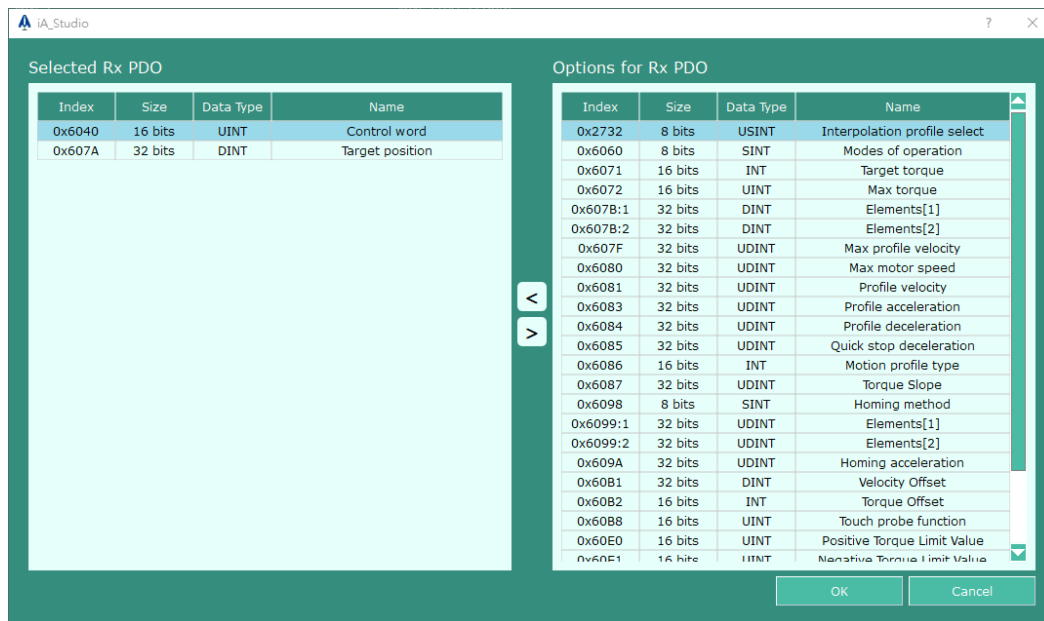 iA_Studio ? ×
Selected Rx PDO
Index Size Data Type Name
0x6040 16 bits UINT Control word
0x607A 32 bits DINT Target position
<
>
Options for Rx PDO
Index Size Data Type Name
0x2732 8 bits USINT Interpolation profile select
0x6060 8 bits SINT Modes of operation
0x6071 16 bits INT Target torque
0x6072 16 bits UINT Max torque
0x607B:1 32 bits DINT Elements[1]
0x607B:2 32 bits DINT Elements[2]
0x607F 32 bits UDINT Max profile velocity
0x6080 32 bits UDINT Max motor speed
0x6081 32 bits UDINT Profile velocity
0x6083 32 bits UDINT Profile acceleration
0x6084 32 bits UDINT Profile deceleration
0x6085 32 bits UDINT Quick stop deceleration
0x6086 16 bits INT Motion profile type
0x6087 32 bits UDINT Torque Slope
0x6098 8 bits SINT Homing method
0x6099:1 32 bits UDINT Elements[1]
0x6099:2 32 bits UDINT Elements[2]
0x609A 32 bits UDINT Homing acceleration
0x60B1 32 bits DINT Velocity Offset
0x60B2 16 bits INT Torque Offset
0x60B8 16 bits UINT Touch probe function
0x60E0 16 bits UINT Positive Torque Limit Value
0x60E1 16 bits UINT Negative Torque Limit Value
OK Cancel